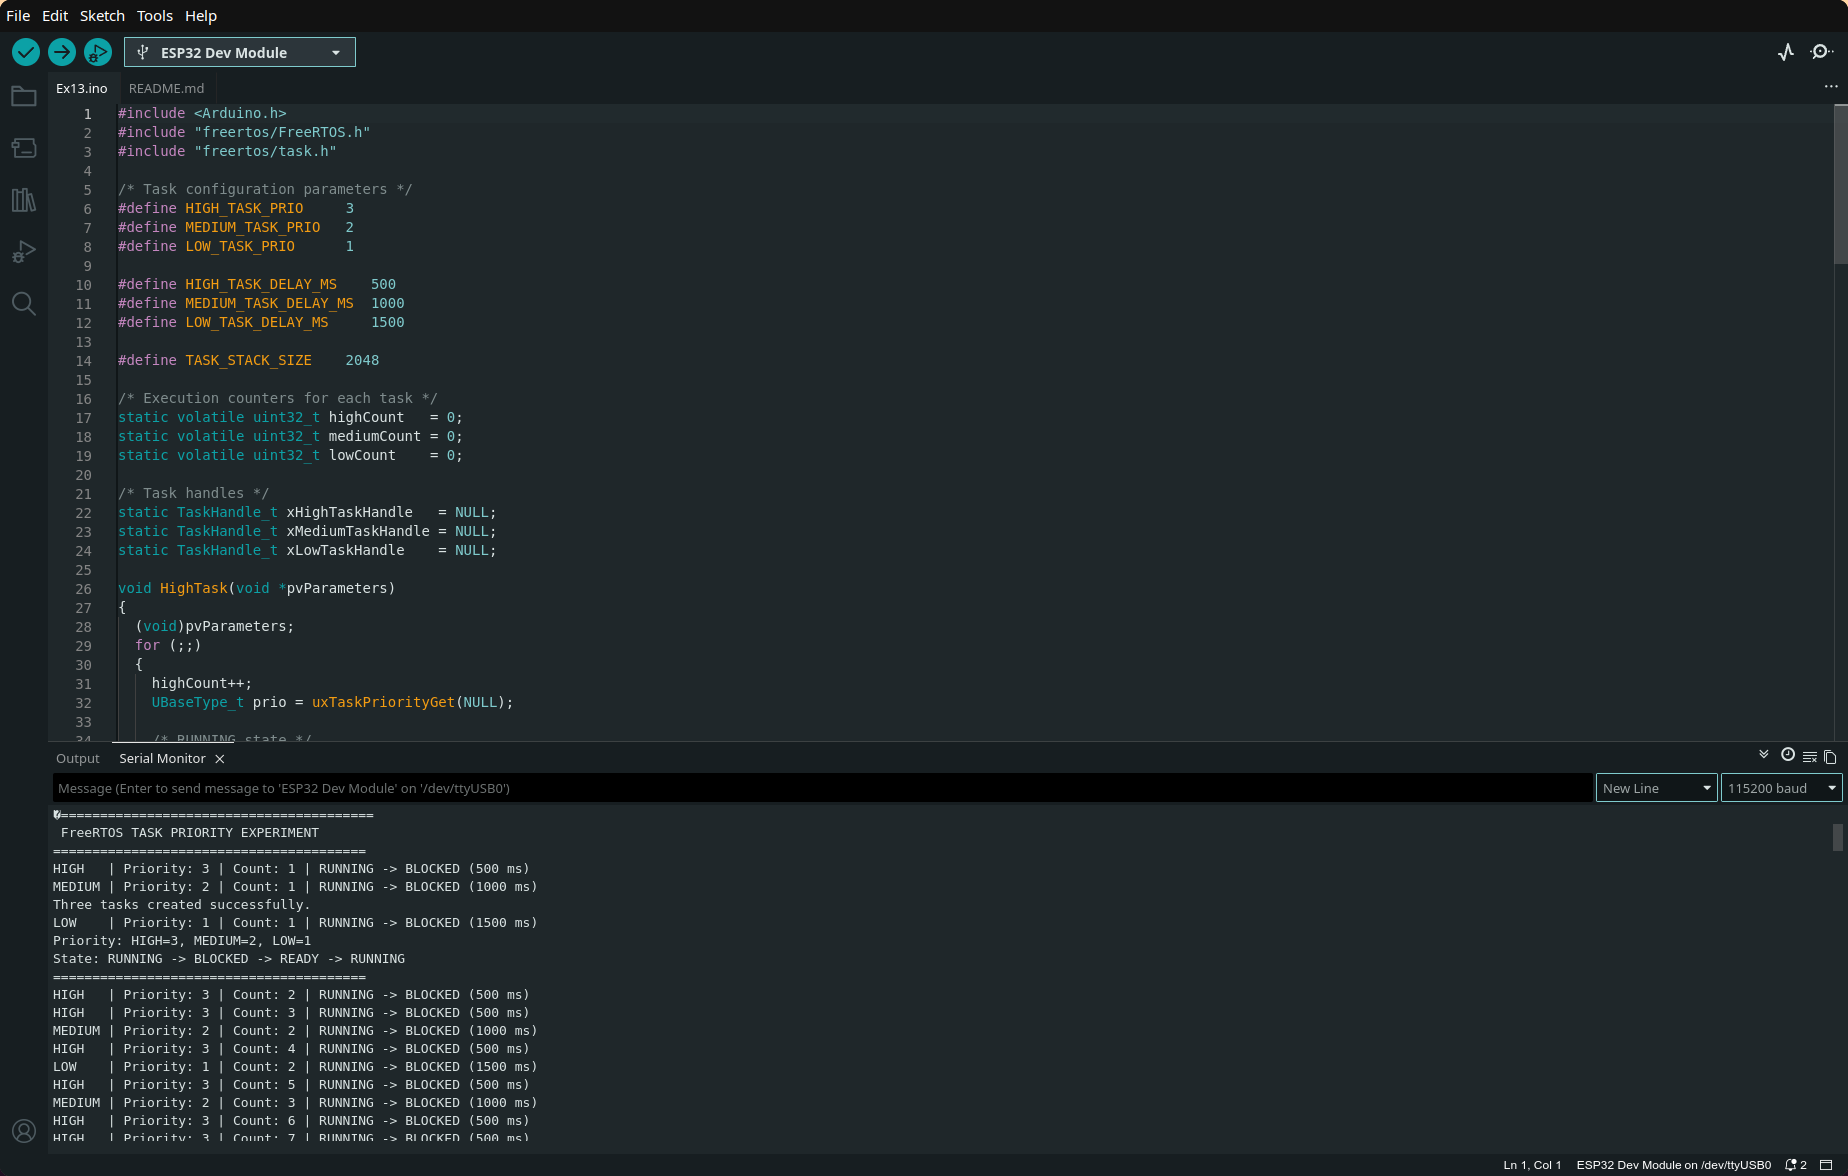 File Edit Sketch Tools Help
ESP32 Dev Module
Ex13.ino README.md
1 #include <Arduino.h>
2 #include "freertos/FreeRTOS.h"
3 #include "freertos/task.h"
4
5 /* Task configuration parameters */
6 #define HIGH_TASK_PRIO     3
7 #define MEDIUM_TASK_PRIO   2
8 #define LOW_TASK_PRIO      1
9
10 #define HIGH_TASK_DELAY_MS    500
11 #define MEDIUM_TASK_DELAY_MS  1000
12 #define LOW_TASK_DELAY_MS     1500
13
14 #define TASK_STACK_SIZE    2048
15
16 /* Execution counters for each task */
17 static volatile uint32_t highCount   = 0;
18 static volatile uint32_t mediumCount = 0;
19 static volatile uint32_t lowCount    = 0;
20
21 /* Task handles */
22 static TaskHandle_t xHighTaskHandle   = NULL;
23 static TaskHandle_t xMediumTaskHandle = NULL;
24 static TaskHandle_t xLowTaskHandle    = NULL;
25
26 void HighTask(void *pvParameters)
27 {
28   (void)pvParameters;
29   for (;;)
30   {
31     highCount++;
32     UBaseType_t prio = uxTaskPriorityGet(NULL);
33
34     /* RUNNING state */
Output Serial Monitor
Message (Enter to send message to 'ESP32 Dev Module' on '/dev/ttyUSB0') New Line 115200 baud
========================================
 FreeRTOS TASK PRIORITY EXPERIMENT
========================================
HIGH   | Priority: 3 | Count: 1 | RUNNING -> BLOCKED (500 ms)
MEDIUM | Priority: 2 | Count: 1 | RUNNING -> BLOCKED (1000 ms)
Three tasks created successfully.
LOW    | Priority: 1 | Count: 1 | RUNNING -> BLOCKED (1500 ms)
Priority: HIGH=3, MEDIUM=2, LOW=1
State: RUNNING -> BLOCKED -> READY -> RUNNING
========================================
HIGH   | Priority: 3 | Count: 2 | RUNNING -> BLOCKED (500 ms)
HIGH   | Priority: 3 | Count: 3 | RUNNING -> BLOCKED (500 ms)
MEDIUM | Priority: 2 | Count: 2 | RUNNING -> BLOCKED (1000 ms)
HIGH   | Priority: 3 | Count: 4 | RUNNING -> BLOCKED (500 ms)
LOW    | Priority: 1 | Count: 2 | RUNNING -> BLOCKED (1500 ms)
HIGH   | Priority: 3 | Count: 5 | RUNNING -> BLOCKED (500 ms)
MEDIUM | Priority: 2 | Count: 3 | RUNNING -> BLOCKED (1000 ms)
HIGH   | Priority: 3 | Count: 6 | RUNNING -> BLOCKED (500 ms)
HIGH   | Priority: 3 | Count: 7 | RUNNING -> BLOCKED (500 ms)
Ln 1, Col 1 ESP32 Dev Module on /dev/ttyUSB0 2